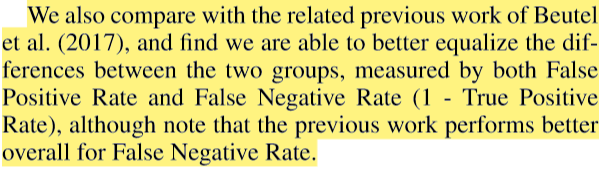 We also compare with the related previous work of Beutel
et al. (2017), and find we are able to better equalize the dif-
ferences between the two groups, measured by both False
Positive Rate and False Negative Rate (1 - True Positive
Rate), although note that the previous work performs better
overall for False Negative Rate.